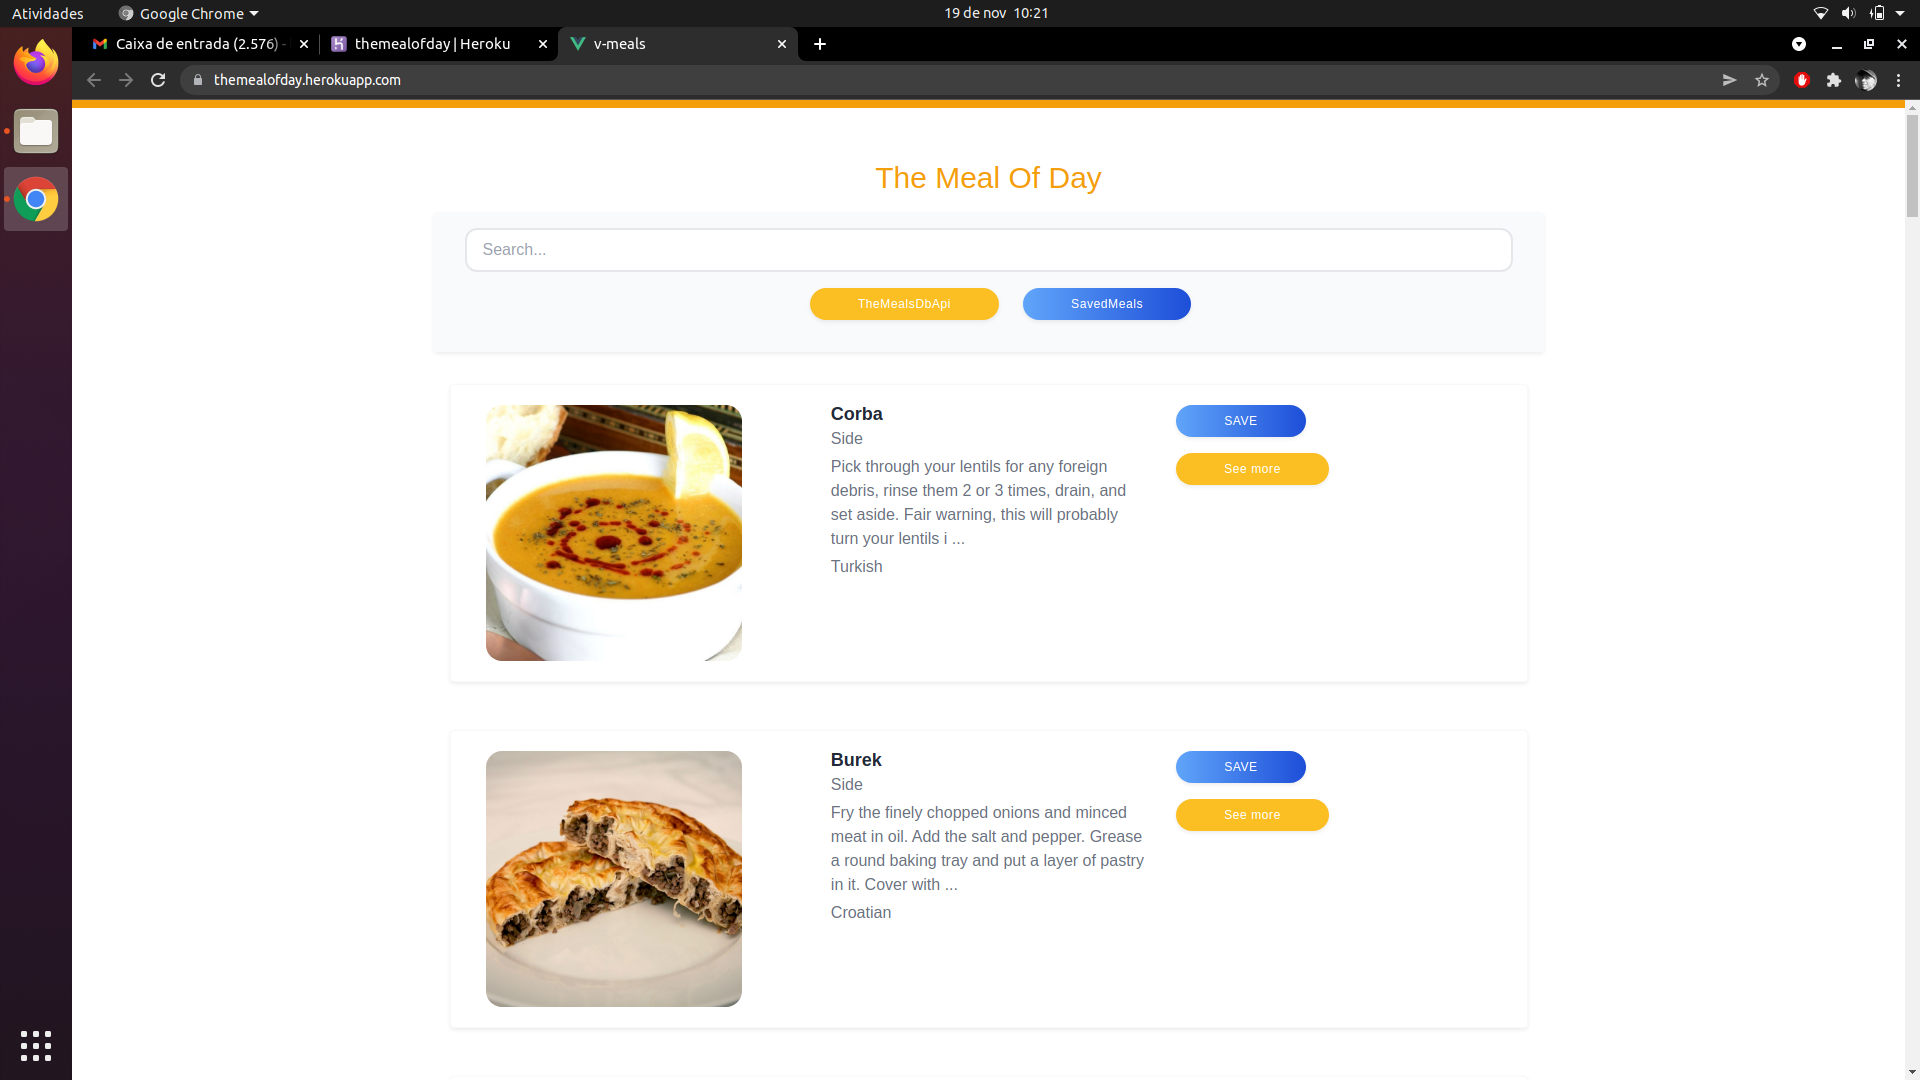 Atividades
Google Chrome
19 de nov 10:21
Caixa de entrada (2.576) -
themealofday | Heroku
v-meals
themealofday.herokuapp.com
The Meal Of Day
Search...
TheMealsDbApi
SavedMeals
Corba
Side
Pick through your lentils for any foreign
debris, rinse them 2 or 3 times, drain, and
set aside. Fair warning, this will probably
turn your lentils i ...
Turkish
SAVE
See more
Burek
Side
Fry the finely chopped onions and minced
meat in oil. Add the salt and pepper. Grease
a round baking tray and put a layer of pastry
in it. Cover with ...
Croatian
SAVE
See more